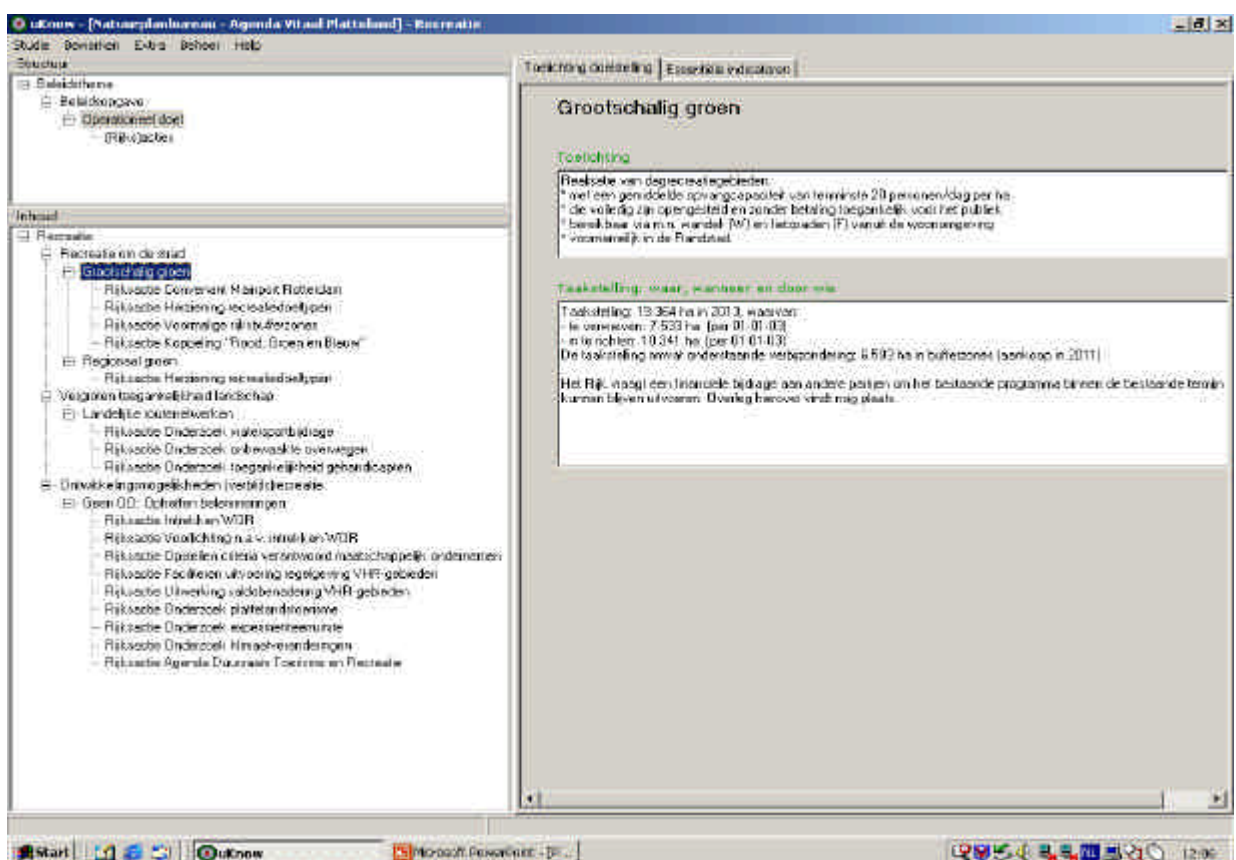 uKnow - [Natuurplanbureau - Agenda Vitaal Platteland] - Recreatie
Studie Bewerken Extra Beheer Help
Structuur
Beleidsthema
Beleidsopgave
Operationeel doel
(Rijks)acties
Inhoud
Recreatie
Recreatie om de stad
Grootschalig groen
Rijksactie Convenant Mainport Rotterdam
Rijksactie Herziening recreatiedoeltypen
Rijksactie Voormalige rijksbufferzones
Rijksactie Koppeling "Rood, Groen en Blauw"
Regionaal groen
Rijksactie Herziening recreatiedoeltypen
Vergroten toegankelijkheid landschap
Landelijke routenetwerken
Rijksactie Onderzoek watersportbijdrage
Rijksactie Onderzoek onbewaakte overwegen
Rijksactie Onderzoek toegankelijkheid gehandicapten
Ontwikkelingsmogelijkheden (verblijfs)recreatie
Geen OD: Opheffen belemmeringen
Rijksactie Intrekken WOR
Rijksactie Voorlichting n.a.v. intrekken WOR
Rijksactie Opstellen criteria verantwoord maatschappelijk ondernemen
Rijksactie Faciliteren uitvoering regelgeving VHR-gebieden
Rijksactie Uitwerking saldobenadering VHR-gebieden
Rijksactie Onderzoek plattelandstoerisme
Rijksactie Onderzoek experimenteerruimte
Rijksactie Onderzoek klimaatveranderingen
Rijksactie Agenda Duurzaam Toerisme en Recreatie
Toelichting doelstelling Essentiële indicatoren
Grootschalig groen
Toelichting
Realisatie van dagrecreatiegebieden:
* met een gemiddelde opvangcapaciteit van tenminste 20 personen/dag per ha
* die volledig zijn opengesteld en zonder betaling toegankelijk voor het publiek
* bereikbaar via m.n. wandel- (W) en fietspaden (F) vanuit de woonomgeving
* voornamelijk in de Randstad.
Taakstelling: waar, wanneer en door wie
Taakstelling: 19.364 ha in 2013, waarvan:
- te verwerven: 7.533 ha (per 01-01-03)
- in te richten: 10.341 ha (per 01-01-03)
De taakstelling omvat onderstaande verbijzondering: 6.593 ha in bufferzones (aankoop in 2011)
Het Rijk vraagt een financiële bijdrage aan andere partijen om het bestaande programma binnen de bestaande termijn
kunnen blijven uitvoeren. Overleg hierover vindt nog plaats.
Start uKnow Microsoft PowerPoint - [P... NL 12:06